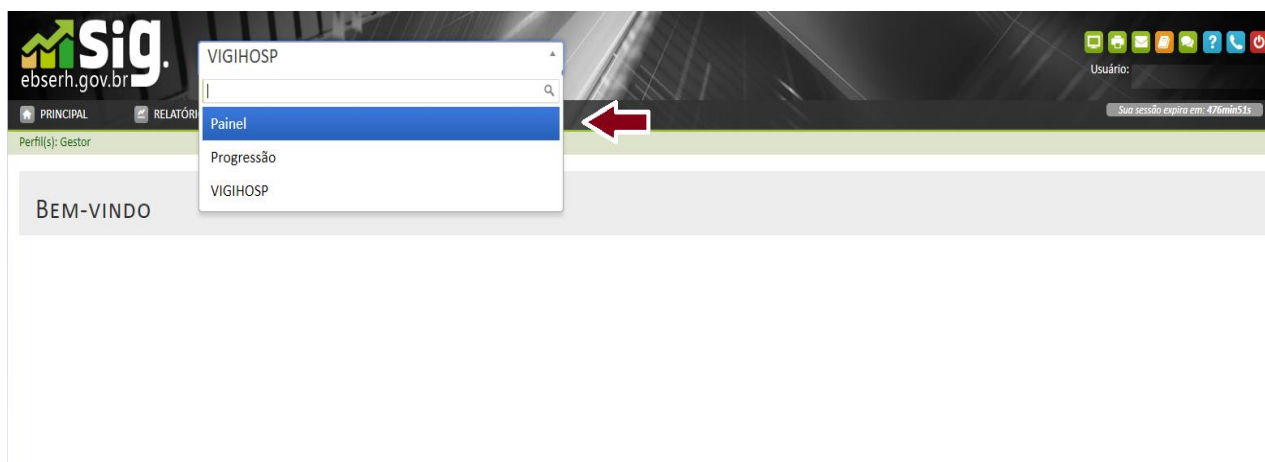 Sig.
ebserh.gov.br
VIGIHOSP
Usuário:
PRINCIPAL
RELATÓRI
Painel
Sua sessão expira em: 476min51s
Perfil(s): Gestor
Progressão
VIGIHOSP
BEM-VINDO